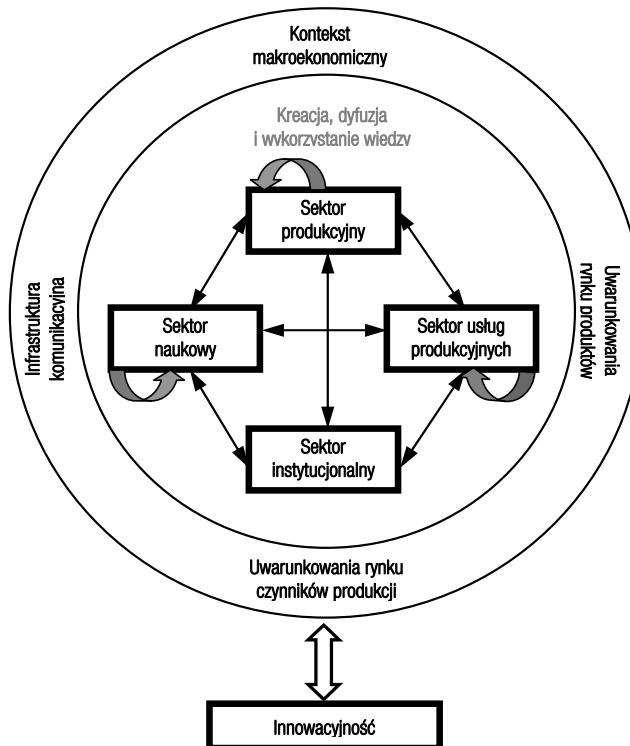 Kontekst
makroekonomiczny
Kreacja, dyfuzja
i wykorzystanie wiedzy
Sektor
produkcyjny
Infrastruktura
komunikacyjna
Sektor
naukowy
Sektor usług
produkcyjnych
Uwarunkowania
rynku produktów
Sektor
instytucjonalny
Uwarunkowania rynku
czynników produkcji
Innowacyjność